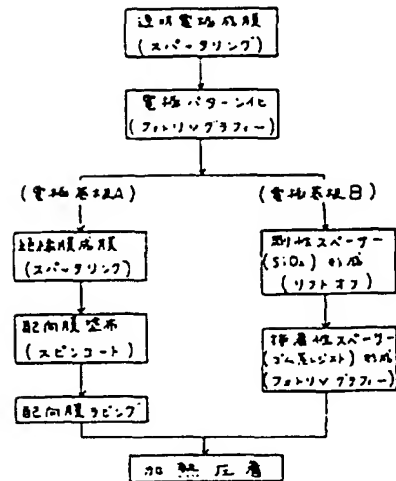 透明電極成膜
(スパッタリング)
電極パターン化
(フォトリソグラフィー)
(電極基板A)
(電極基板B)
絶縁膜成膜
(スパッタリング)
配向膜塗布
(スピンコート)
配向膜ラビング
剛性スペーサー
(SiO₂)形成
(リフトオフ)
接着性スペーサー
(ゴム系レジスト)形成
(フォトリソグラフィー)
加熱圧着